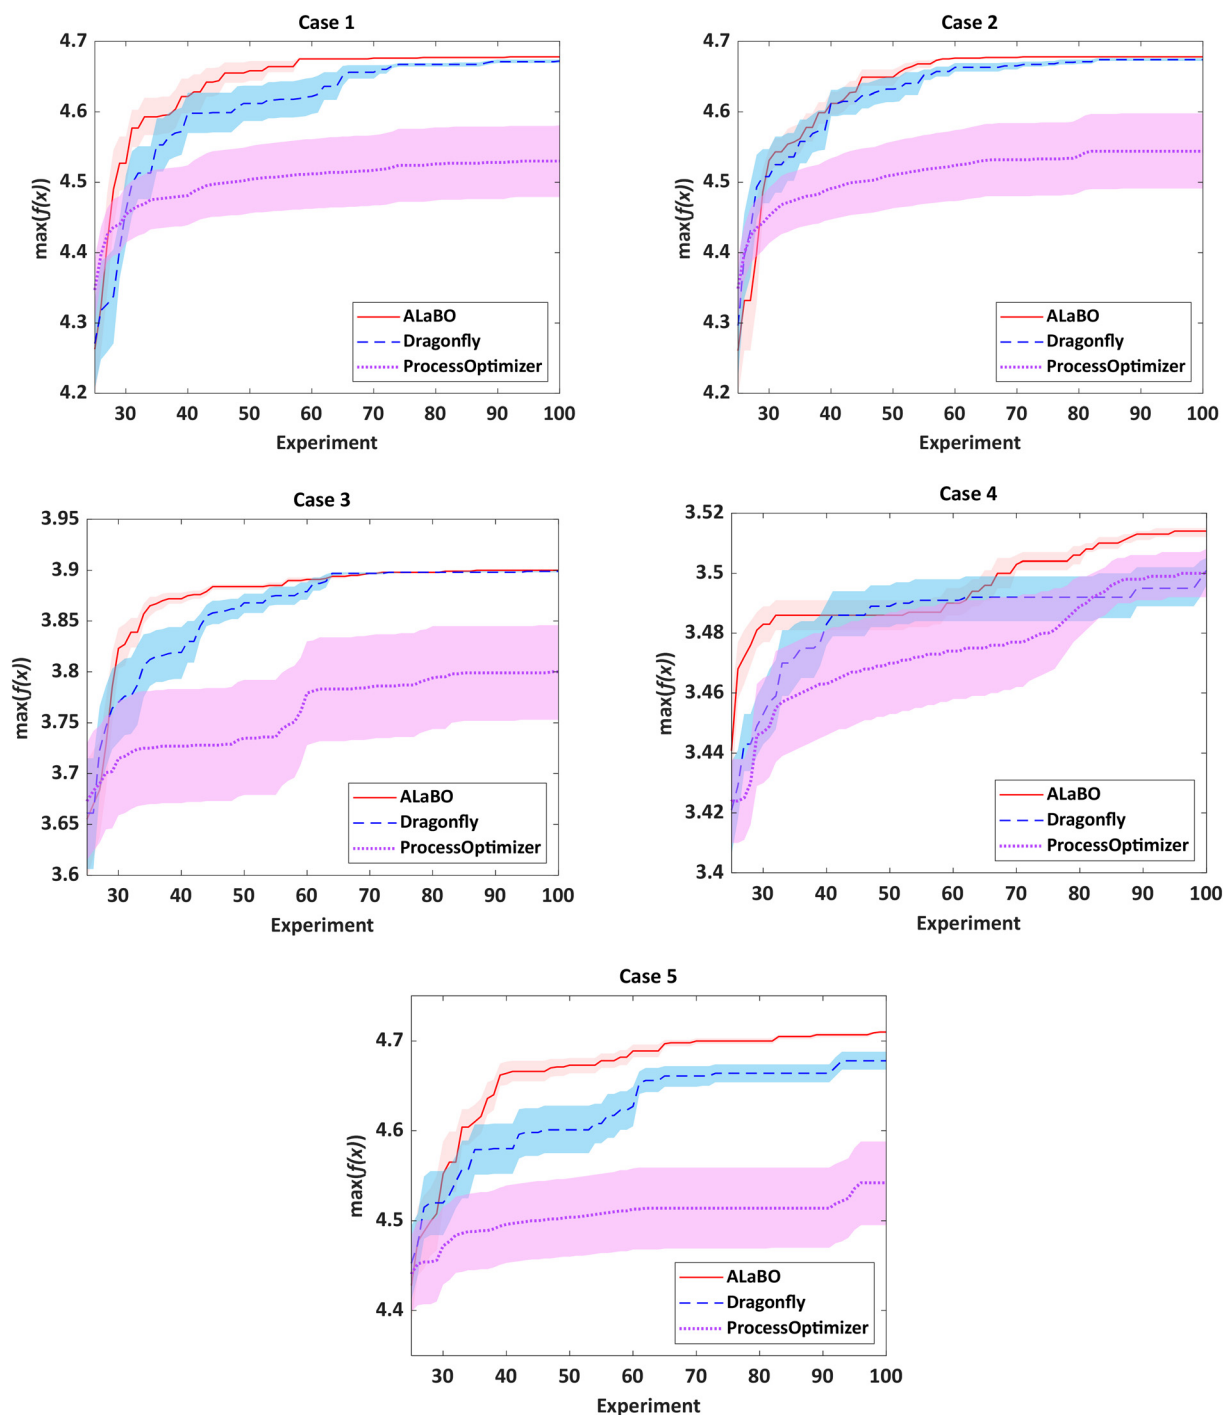 Case 1
4.7
4.6
4.5
4.4
4.3
4.2
max(f(x))
30 40 50 60 70 80 90 100
Experiment
ALaBO
Dragonfly
ProcessOptimizer
Case 2
4.7
4.6
4.5
4.4
4.3
4.2
max(f(x))
30 40 50 60 70 80 90 100
Experiment
ALaBO
Dragonfly
ProcessOptimizer
Case 3
3.95
3.9
3.85
3.8
3.75
3.7
3.65
3.6
max(f(x))
30 40 50 60 70 80 90 100
Experiment
ALaBO
Dragonfly
ProcessOptimizer
Case 4
3.52
3.5
3.48
3.46
3.44
3.42
3.4
max(f(x))
30 40 50 60 70 80 90 100
Experiment
ALaBO
Dragonfly
ProcessOptimizer
Case 5
4.7
4.6
4.5
4.4
max(f(x))
30 40 50 60 70 80 90 100
Experiment
ALaBO
Dragonfly
ProcessOptimizer